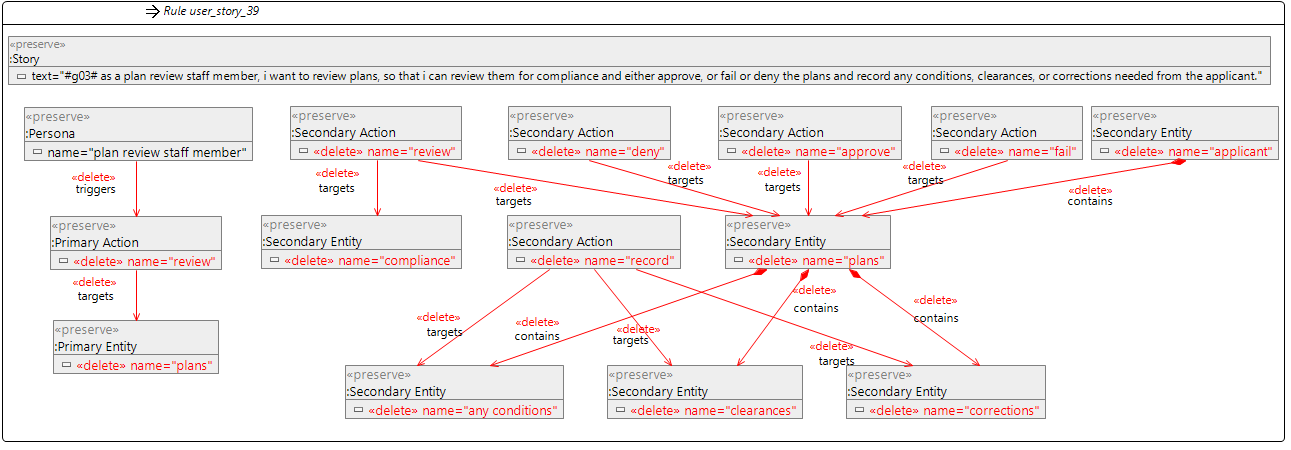 Rule user_story_39
«preserve»
:Story
text="#g03# as a plan review staff member, i want to review plans, so that i can review them for compliance and either approve, or fail or deny the plans and record any conditions, clearances, or corrections needed from the applicant."
«preserve»
:Persona
name="plan review staff member"
«preserve»
:Secondary Action
«delete» name="review"
«preserve»
:Secondary Action
«delete» name="deny"
«preserve»
:Secondary Action
«delete» name="approve"
«preserve»
:Secondary Action
«delete» name="fail"
«preserve»
:Secondary Entity
«delete» name="applicant"
«delete»
triggers
«delete»
targets
«delete»
targets
«delete»
targets
«delete»
targets
«delete»
targets
«delete»
contains
«preserve»
:Primary Action
«delete» name="review"
«preserve»
:Secondary Entity
«delete» name="compliance"
«preserve»
:Secondary Action
«delete» name="record"
«preserve»
:Secondary Entity
«delete» name="plans"
«delete»
targets
«delete»
targets
«delete»
contains
«delete»
targets
«delete»
contains
«delete»
targets
«delete»
contains
«preserve»
:Primary Entity
«delete» name="plans"
«preserve»
:Secondary Entity
«delete» name="any conditions"
«preserve»
:Secondary Entity
«delete» name="clearances"
«preserve»
:Secondary Entity
«delete» name="corrections"